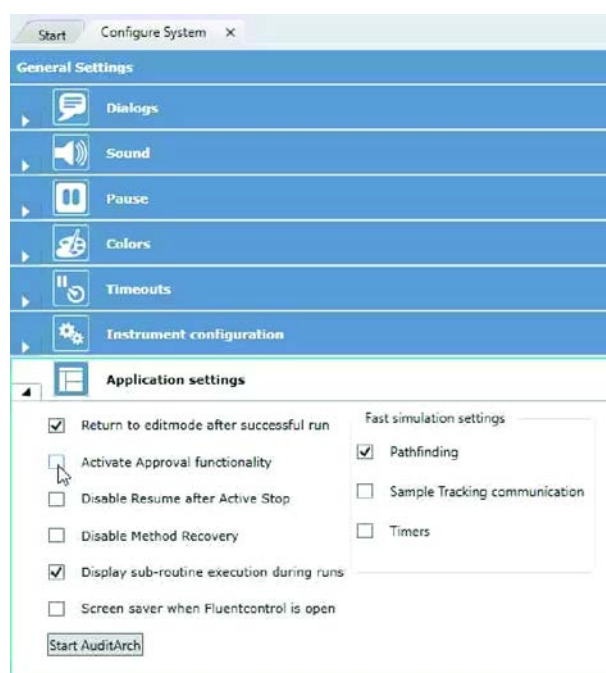 Start Configure System ×
General Settings
Dialogs
Sound
Pause
Colors
Timeouts
Instrument configuration
Application settings
Return to editmode after successful run
Activate Approval functionality
Disable Resume after Active Stop
Disable Method Recovery
Display sub-routine execution during runs
Screen saver when Fluentcontrol is open
Start AuditArch
Fast simulation settings
Pathfinding
Sample Tracking communication
Timers